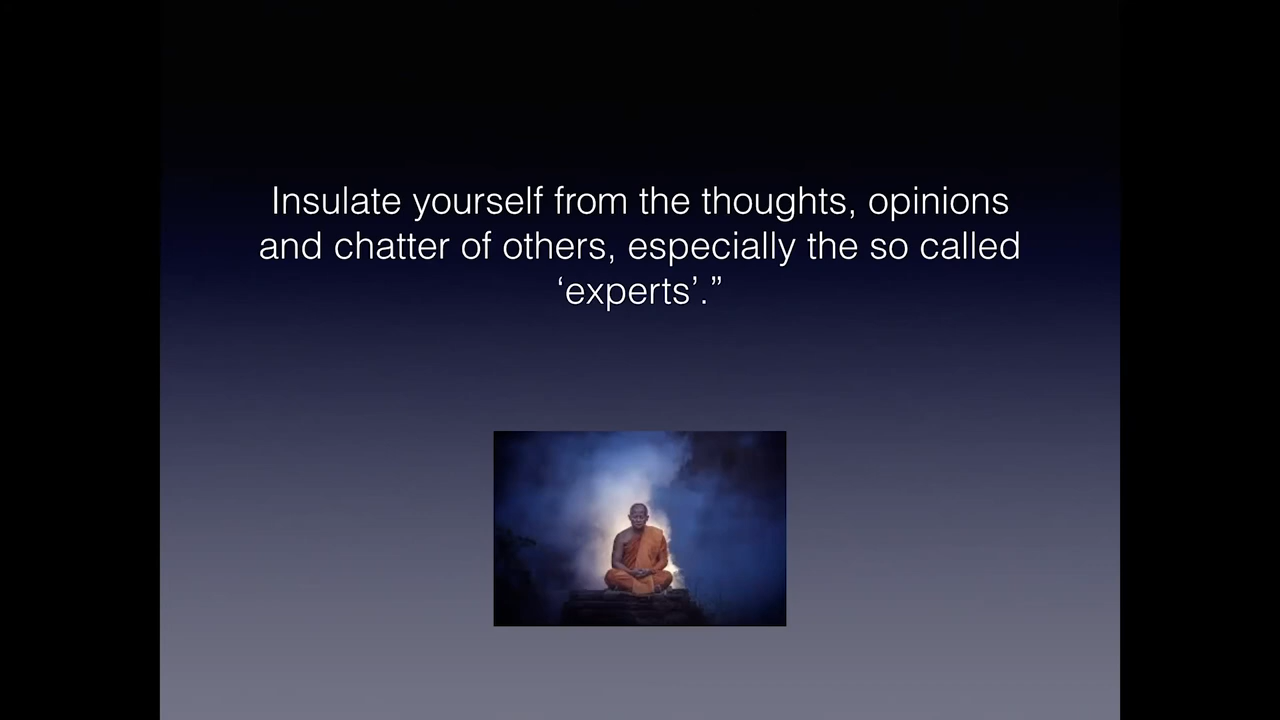 Insulate yourself from the thoughts, opinions
and chatter of others, especially the so called
‘experts’.”